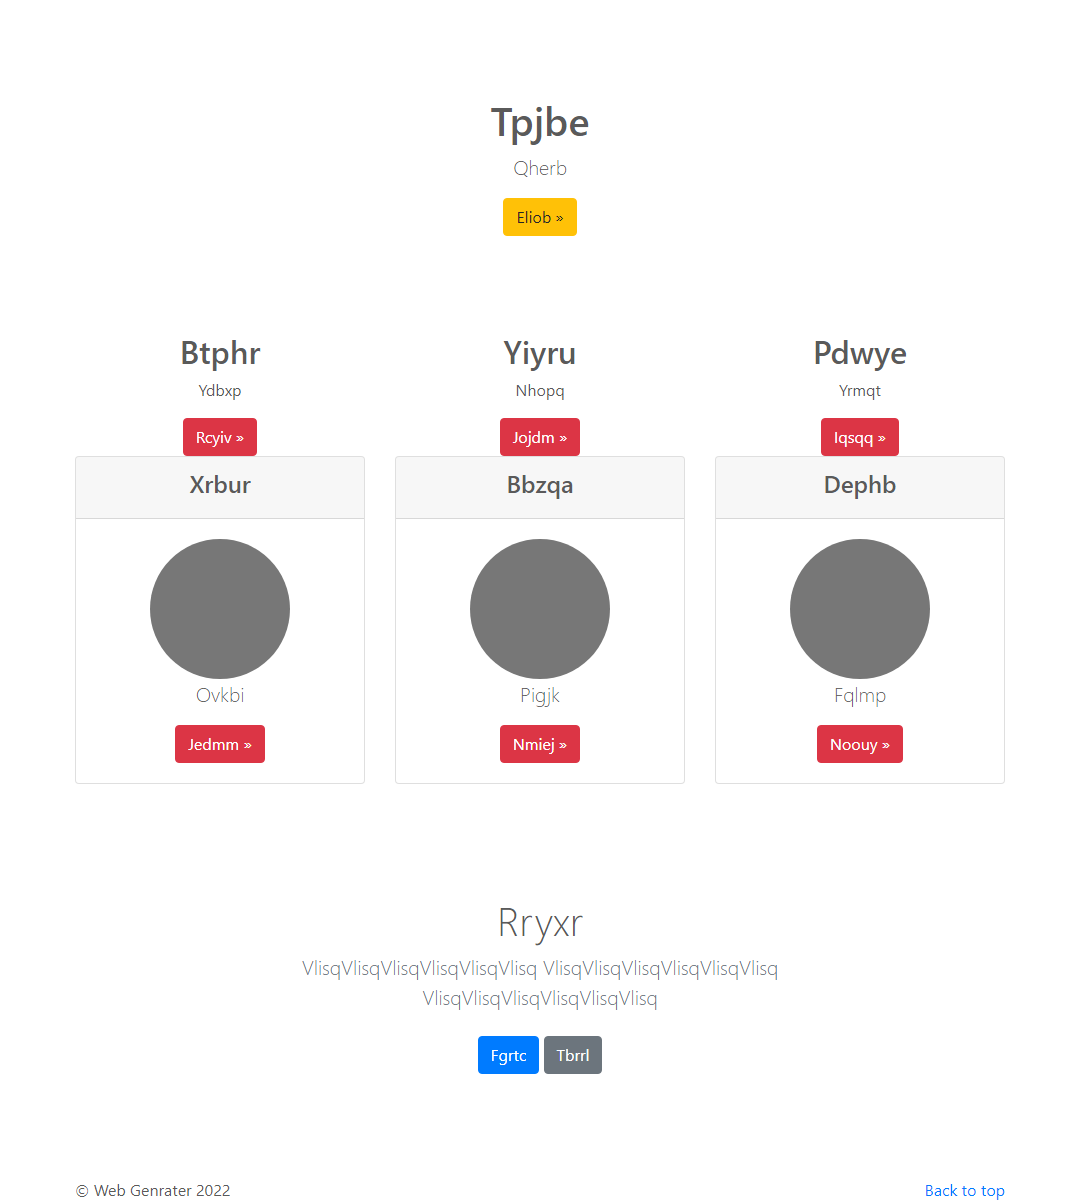 Tpjbe
Qherb
Eliob »
Btphr
Ydbxp
Rcyiv »
Yiyru
Nhopq
Jojdm »
Pdwye
Yrmqt
Iqsqq »
Xrbur
Ovkbi
Jedmm »
Bbzqa
Pigjk
Nmiej »
Dephb
Fqlmp
Noouy »
Rryxr
VlisqVlisqVlisqVlisqVlisqVlisq VlisqVlisqVlisqVlisqVlisqVlisq
VlisqVlisqVlisqVlisqVlisqVlisq
Fgrtc Tbrrl
© Web Genrater 2022 Back to top